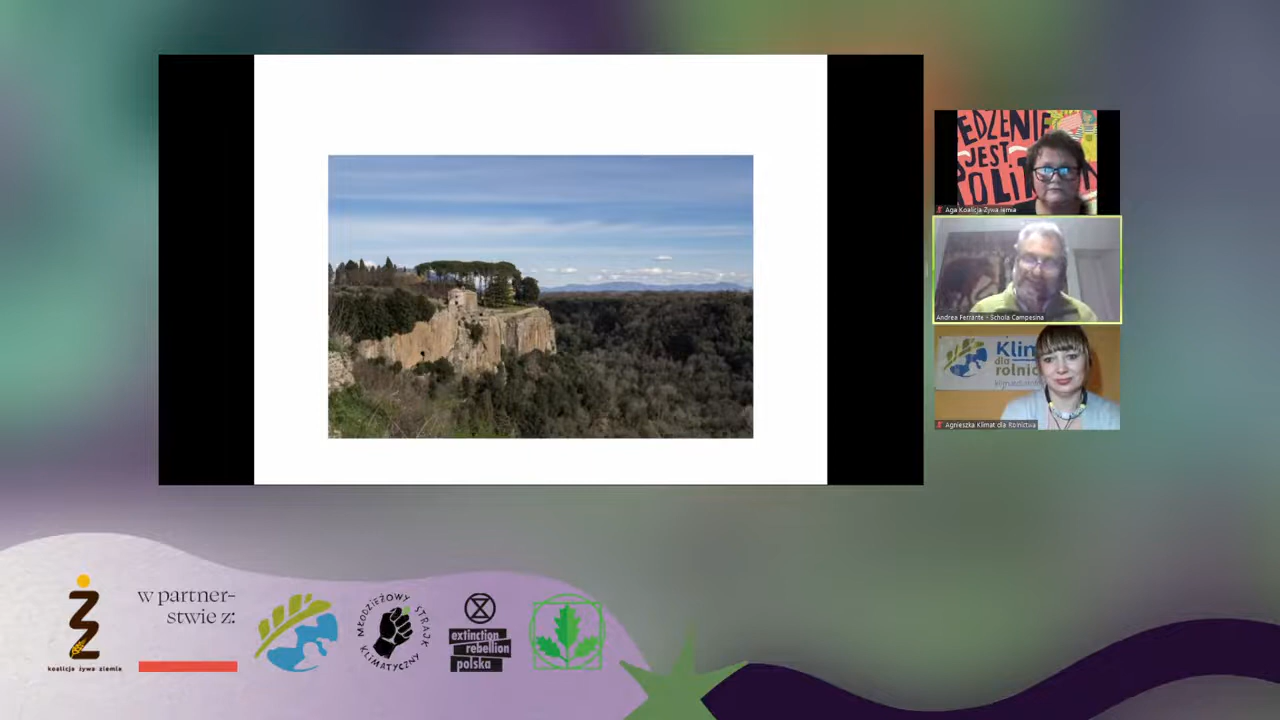 EDZENIE
JEST
POLIT
Aga Koalicja Żywa Ziemia
Andrea Ferrante - Schola Campesina
Klim
dla
rolnic
Agnieszka Klimat dla Rolnictwa
Ż
koalicja żywa ziemia
w partner-
stwie z:
MŁODZIEŻOWY STRAJK
KLIMATYCZNY
extinction
rebellion
polska